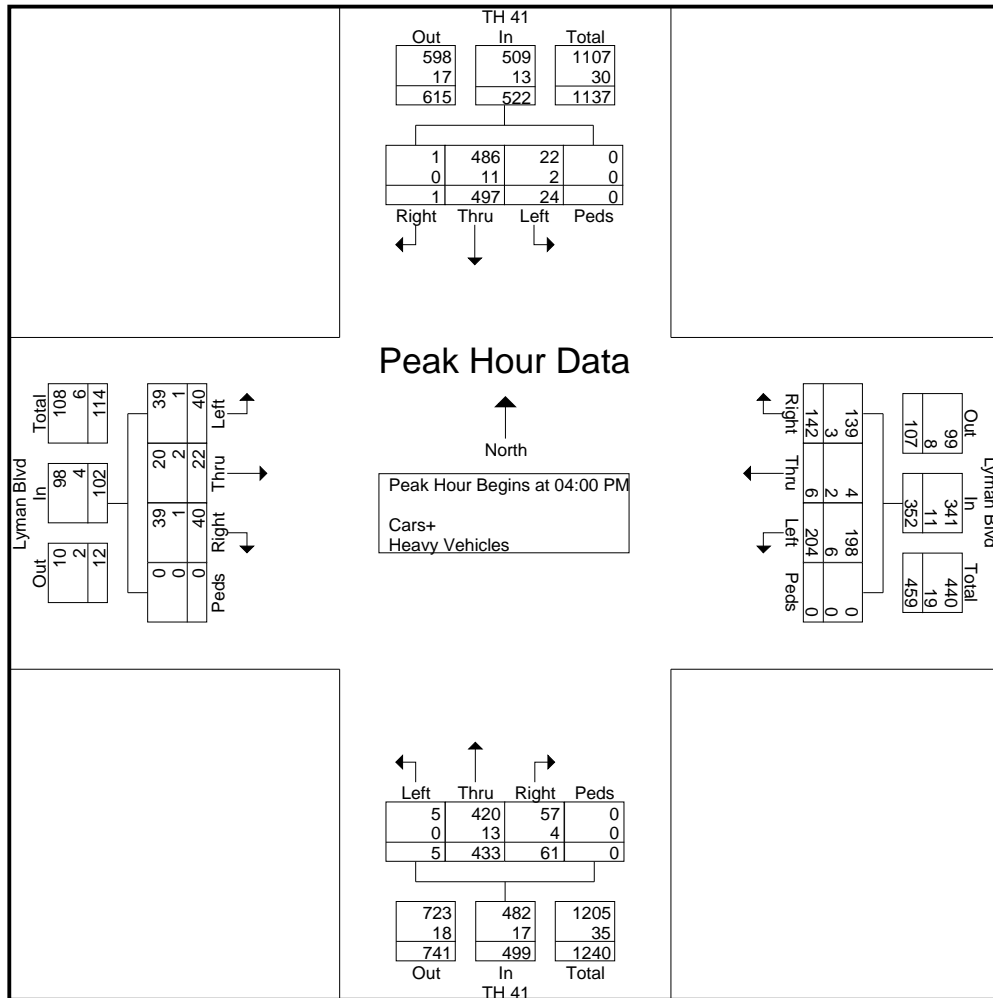 TH 41
Out In Total
598 509 1107
17 13 30
615 522 1137
1 486 22 0
0 11 2 0
1 497 24 0
Right Thru Left Peds
Peak Hour Data
North
Peak Hour Begins at 04:00 PM
Cars+
Heavy Vehicles
Lyman Blvd
Out In Total
10 98 108
2 4 6
12 102 114
39 20 39 0
1 2 1 0
40 22 40 0
Left Thru Right Peds
Lyman Blvd
Out In Total
99 341 440
8 11 19
107 352 459
139 4 198 0
3 2 6 0
142 6 204 0
Right Thru Left Peds
Left Thru Right Peds
5 420 57 0
0 13 4 0
5 433 61 0
723 482 1205
18 17 35
741 499 1240
Out In Total
TH 41